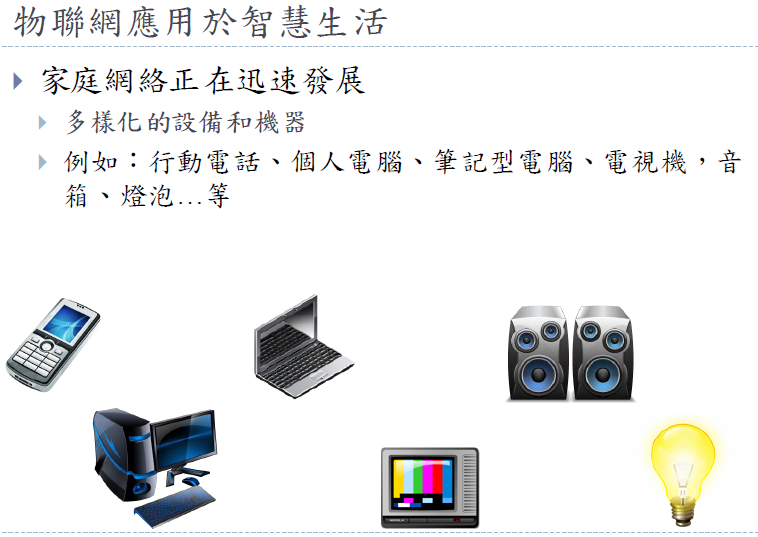 物聯網應用於智慧生活
家庭網絡正在迅速發展
多樣化的設備和機器
例如：行動電話、個人電腦、筆記型電腦、電視機，音
箱、燈泡…等